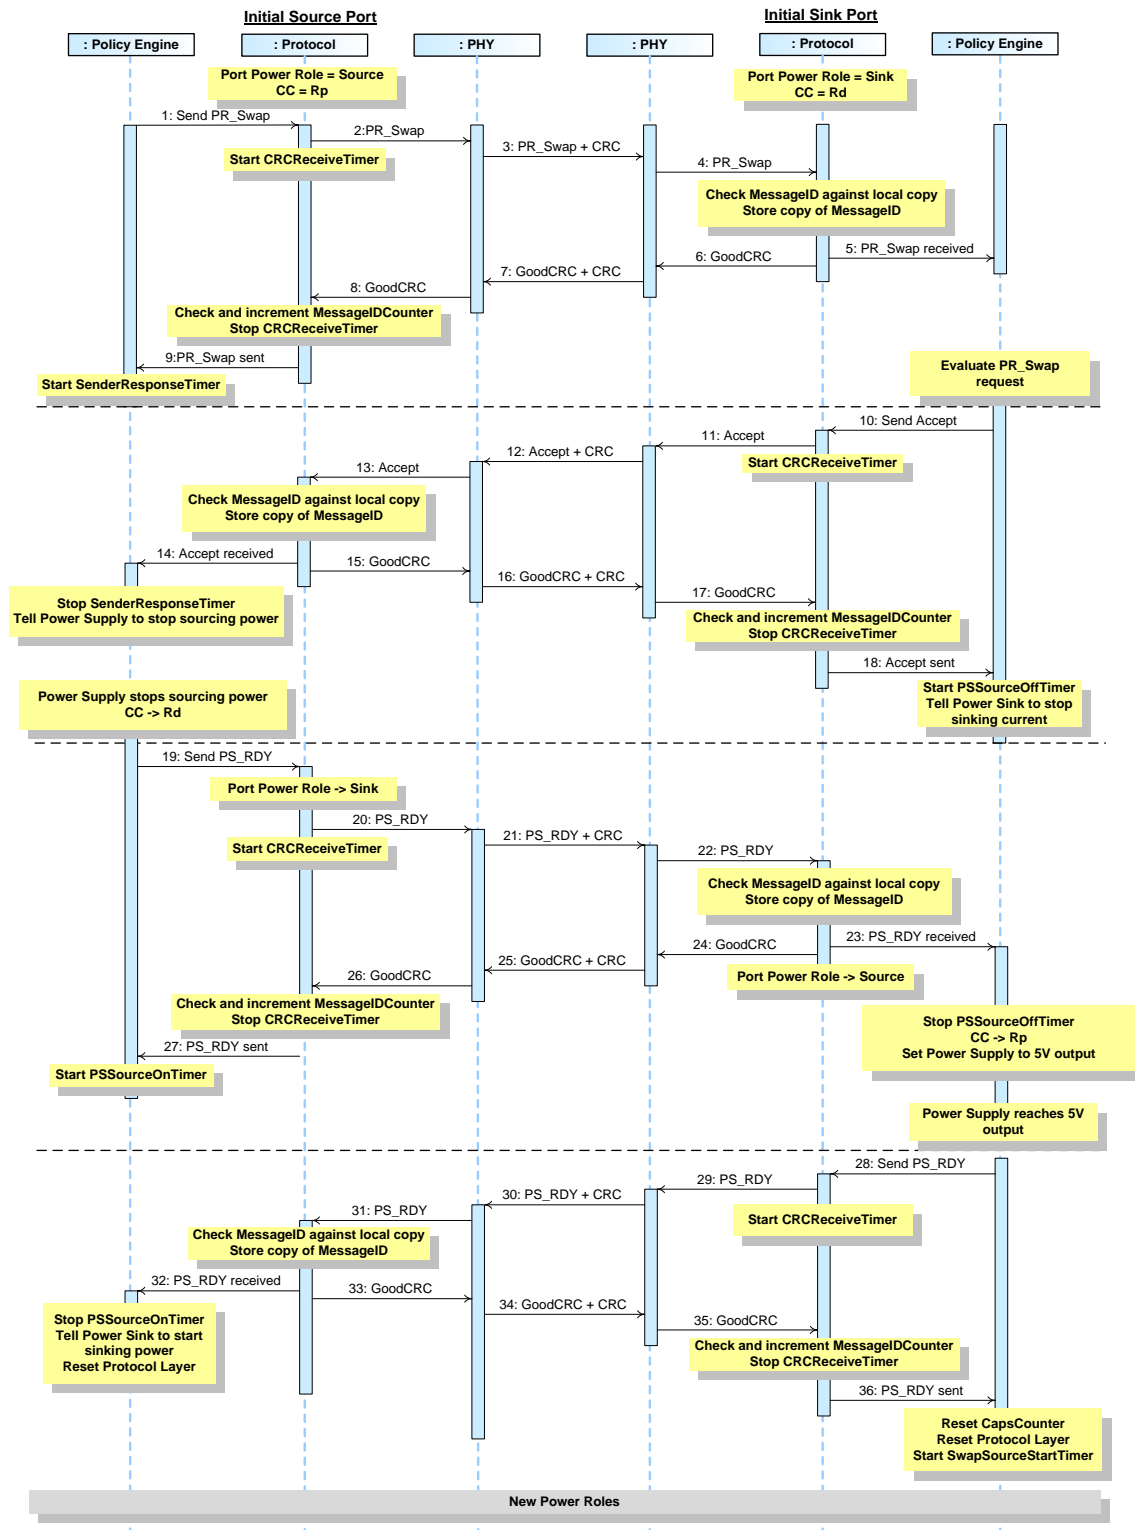 Initial Source Port
Initial Sink Port
: Policy Engine
: Protocol
: PHY
: PHY
: Protocol
: Policy Engine
Port Power Role = Source
CC = Rp
Port Power Role = Sink
CC = Rd
1: Send PR_Swap
2:PR_Swap
Start CRCReceiveTimer
3: PR_Swap + CRC
4: PR_Swap
Check MessageID against local copy
Store copy of MessageID
5: PR_Swap received
6: GoodCRC
7: GoodCRC + CRC
8: GoodCRC
Check and increment MessageIDCounter
Stop CRCReceiveTimer
9:PR_Swap sent
Start SenderResponseTimer
Evaluate PR_Swap
request
10: Send Accept
11: Accept
Start CRCReceiveTimer
12: Accept + CRC
13: Accept
Check MessageID against local copy
Store copy of MessageID
14: Accept received
15: GoodCRC
16: GoodCRC + CRC
17: GoodCRC
Stop SenderResponseTimer
Tell Power Supply to stop sourcing power
Check and increment MessageIDCounter
Stop CRCReceiveTimer
18: Accept sent
Power Supply stops sourcing power
CC -> Rd
Start PSSourceOffTimer
Tell Power Sink to stop
sinking current
19: Send PS_RDY
Port Power Role -> Sink
20: PS_RDY
Start CRCReceiveTimer
21: PS_RDY + CRC
22: PS_RDY
Check MessageID against local copy
Store copy of MessageID
23: PS_RDY received
24: GoodCRC
Port Power Role -> Source
25: GoodCRC + CRC
26: GoodCRC
Check and increment MessageIDCounter
Stop CRCReceiveTimer
27: PS_RDY sent
Start PSSourceOnTimer
Stop PSSourceOffTimer
CC -> Rp
Set Power Supply to 5V output
Power Supply reaches 5V
output
28: Send PS_RDY
29: PS_RDY
Start CRCReceiveTimer
30: PS_RDY + CRC
31: PS_RDY
Check MessageID against local copy
Store copy of MessageID
32: PS_RDY received
33: GoodCRC
34: GoodCRC + CRC
35: GoodCRC
Stop PSSourceOnTimer
Tell Power Sink to start
sinking power
Reset Protocol Layer
Check and increment MessageIDCounter
Stop CRCReceiveTimer
36: PS_RDY sent
Reset CapsCounter
Reset Protocol Layer
Start SwapSourceStartTimer
New Power Roles